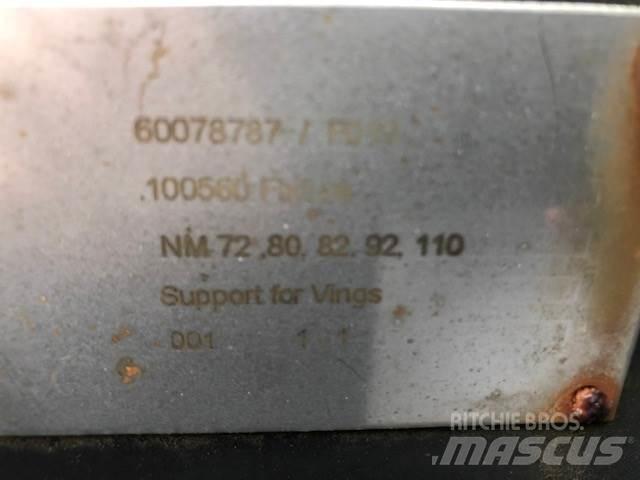 60078787 /
.100560
NM 72 ,80, 82, 92, 110
Support for Vings
001 1 1
RITCHIE BROS.
MASCUS